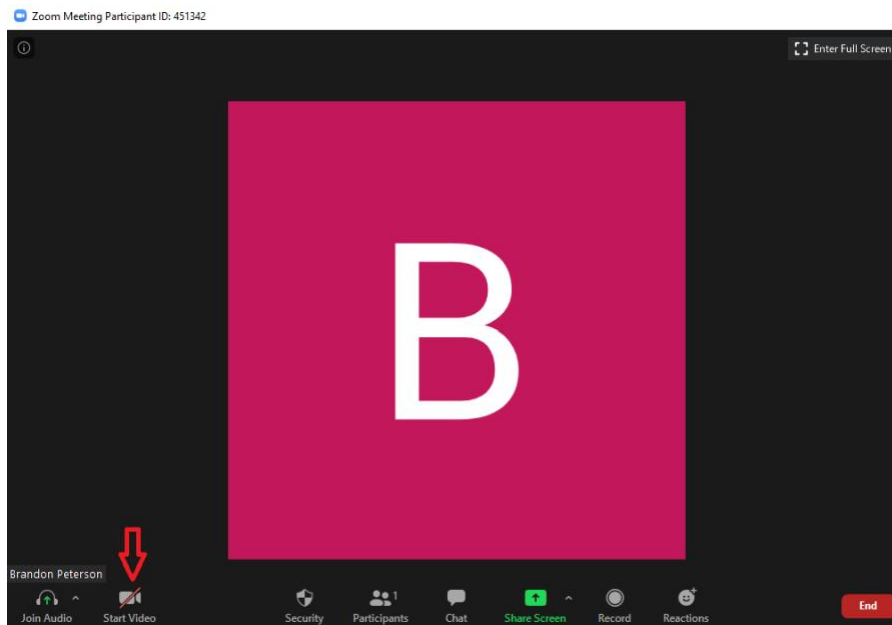 Zoom Meeting Participant ID: 451342
Enter Full Screen
B
Brandon Peterson
1
Join Audio Start Video Security Participants Chat Share Screen Record Reactions End